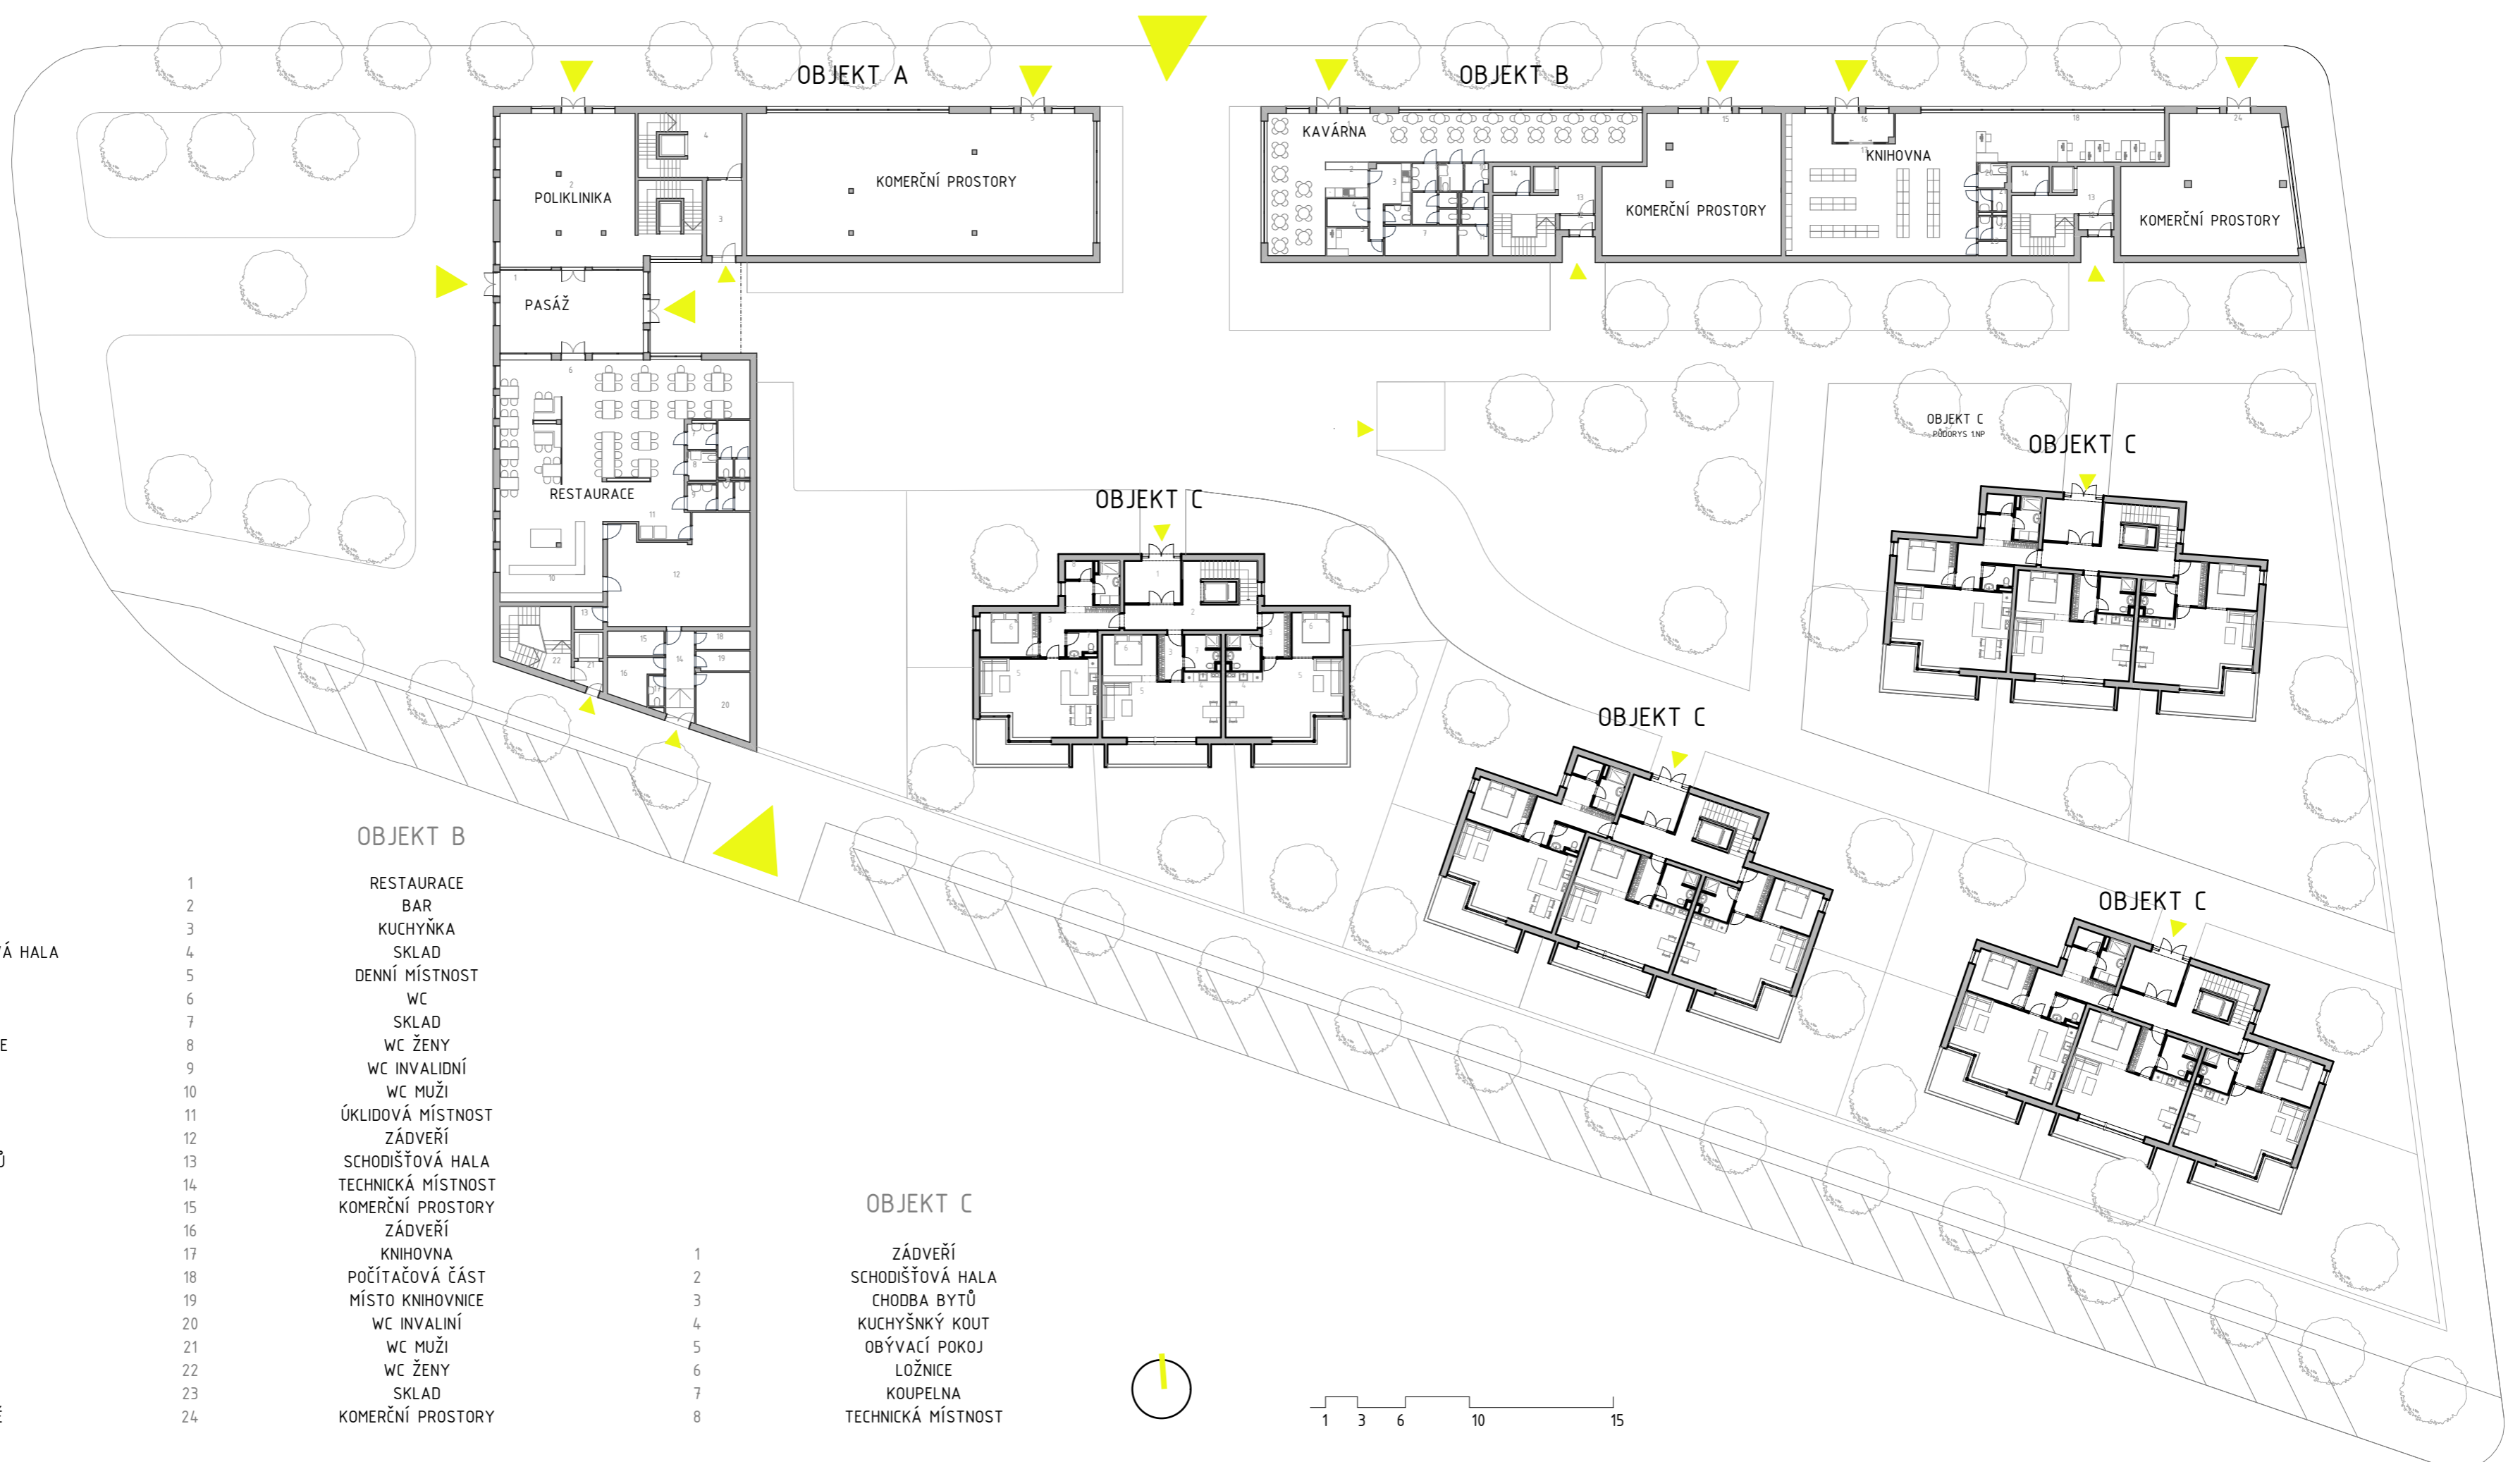 OBJEKT A
OBJEKT B
KAVÁRNA
KNIHOVNA
POLIKLINIKA
KOMERČNÍ PROSTORY
KOMERČNÍ PROSTORY
KOMERČNÍ PROSTORY
PASÁŽ
RESTAURACE
OBJEKT C
PŮDORYS 1.NP
OBJEKT C
OBJEKT C
OBJEKT C
OBJEKT C
OBJEKT B
1 RESTAURACE
2 BAR
3 KUCHYŇKA
VÁ HALA
4 SKLAD
5 DENNÍ MÍSTNOST
6 WC
7 SKLAD
E
8 WC ŽENY
9 WC INVALIDNÍ
10 WC MUŽI
11 ÚKLIDOVÁ MÍSTNOST
12 ZÁDVEŘÍ
Ů
13 SCHODIŠŤOVÁ HALA
14 TECHNICKÁ MÍSTNOST
15 KOMERČNÍ PROSTORY
16 ZÁDVEŘÍ
17 KNIHOVNA
18 POČÍTAČOVÁ ČÁST
19 MÍSTO KNIHOVNICE
20 WC INVALINÍ
21 WC MUŽI
22 WC ŽENY
23 SKLAD
24 KOMERČNÍ PROSTORY
OBJEKT C
1 ZÁDVEŘÍ
2 SCHODIŠŤOVÁ HALA
3 CHODBA BYTŮ
4 KUCHYŠNKÝ KOUT
5 OBÝVACÍ POKOJ
6 LOŽNICE
7 KOUPELNA
8 TECHNICKÁ MÍSTNOST
1 3 6 10 15